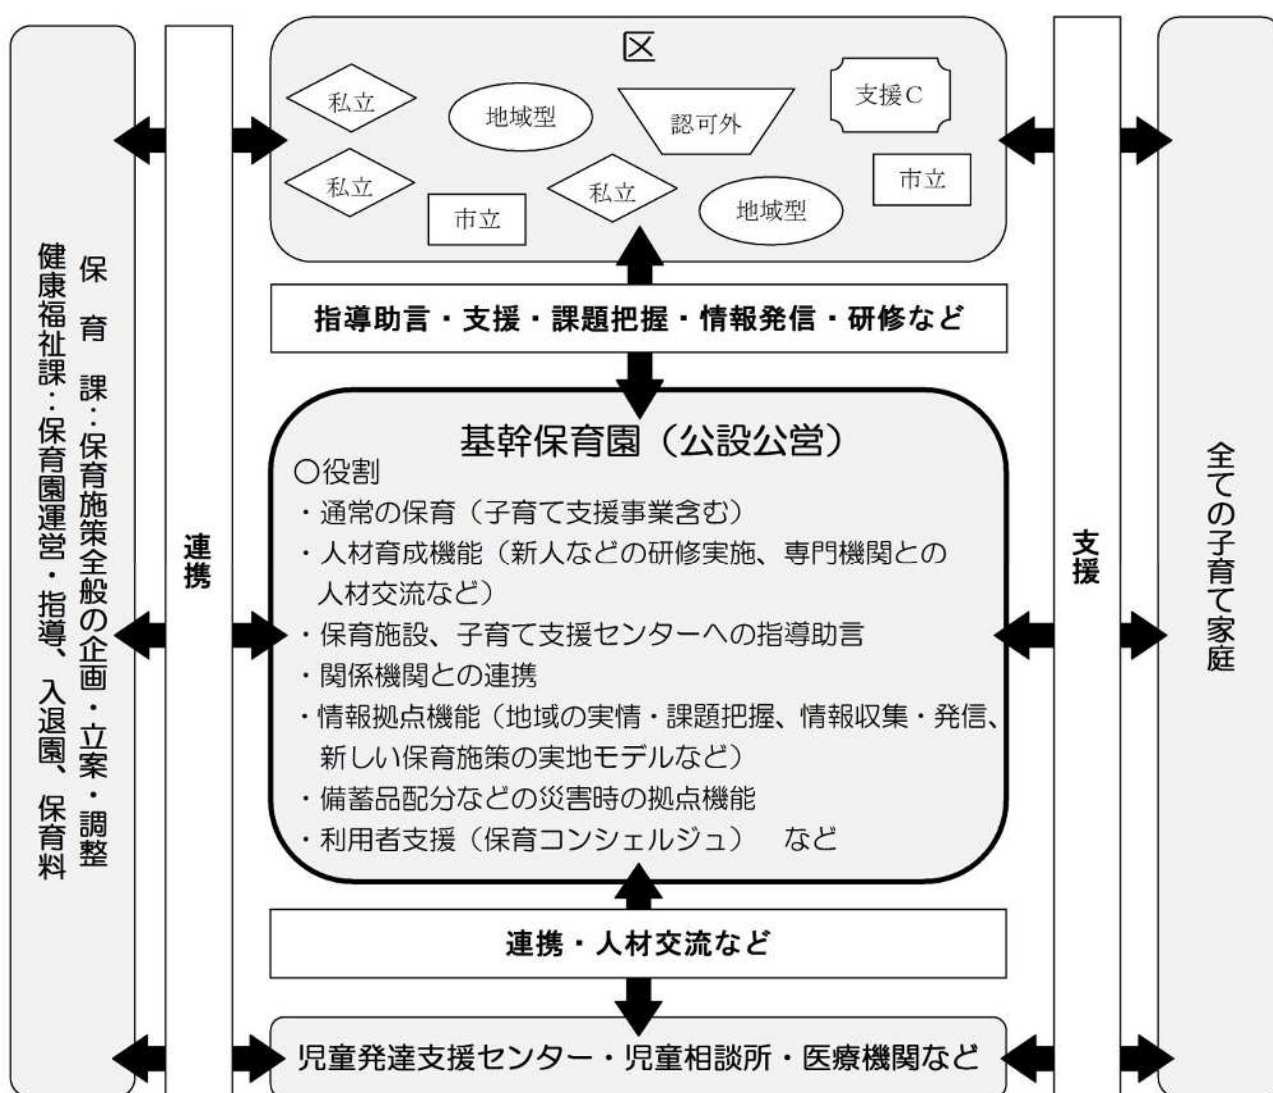 区
私立
地域型
認可外
支援C
私立
市立
私立
地域型
市立
指導助言・支援・課題把握・情報発信・研修など
保育課：保育施策全般の企画・立案・調整
健康福祉課：保育園運営・指導、入退園、保育料
連携
基幹保育園（公設公営）
○役割
・通常の保育（子育て支援事業含む）
・人材育成機能（新人などの研修実施、専門機関との
人材交流など）
・保育施設、子育て支援センターへの指導助言
・関係機関との連携
・情報拠点機能（地域の実情・課題把握、情報収集・発信、
新しい保育施策の実地モデルなど）
・備蓄品配分などの災害時の拠点機能
・利用者支援（保育コンシェルジュ）　など
支援
全ての子育て家庭
連携・人材交流など
児童発達支援センター・児童相談所・医療機関など